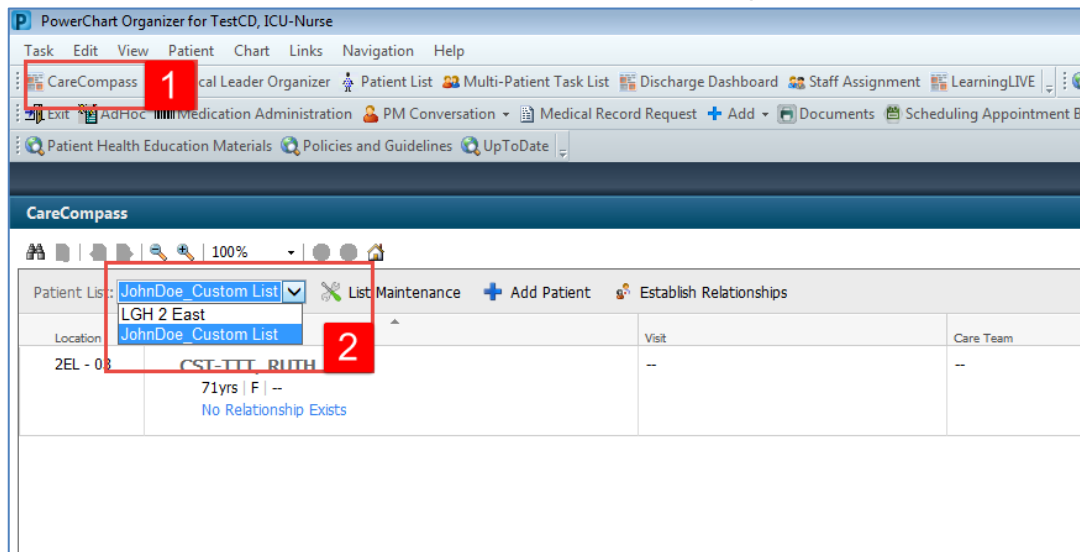 PowerChart Organizer for TestCD, ICU-Nurse
Task Edit View Patient Chart Links Navigation Help
CareCompass 1 cal Leader Organizer Patient List Multi-Patient Task List Discharge Dashboard Staff Assignment LearningLIVE
Exit AdHoc Medication Administration PM Conversation Medical Record Request + Add Documents Scheduling Appointment B
Patient Health Education Materials Policies and Guidelines UpToDate
CareCompass
100%
Patient List: JohnDoe_Custom List List Maintenance + Add Patient Establish Relationships
LGH 2 East
JohnDoe_Custom List 2
Location Visit Care Team
2EL - 03 CST-TTT, RUTH -- --
71yrs | F | --
No Relationship Exists